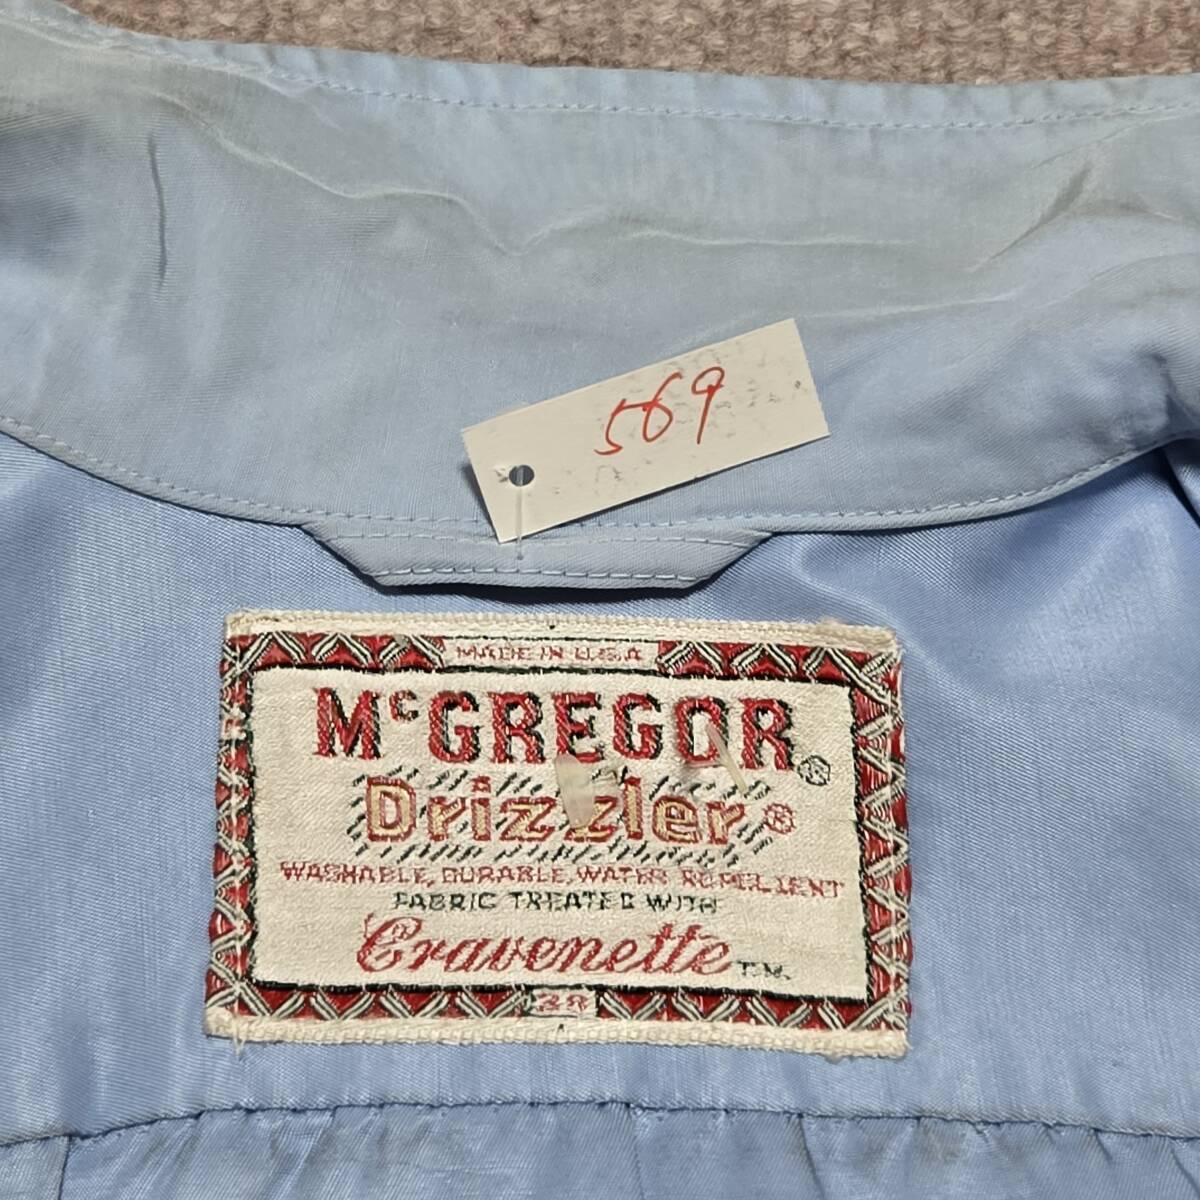 569
MADE IN U.S.A
McGREGOR®
Drizzler®
WASHABLE, DURABLE, WATER REPELLENT
FABRIC TREATED WITH
Cravenette T.M.
38